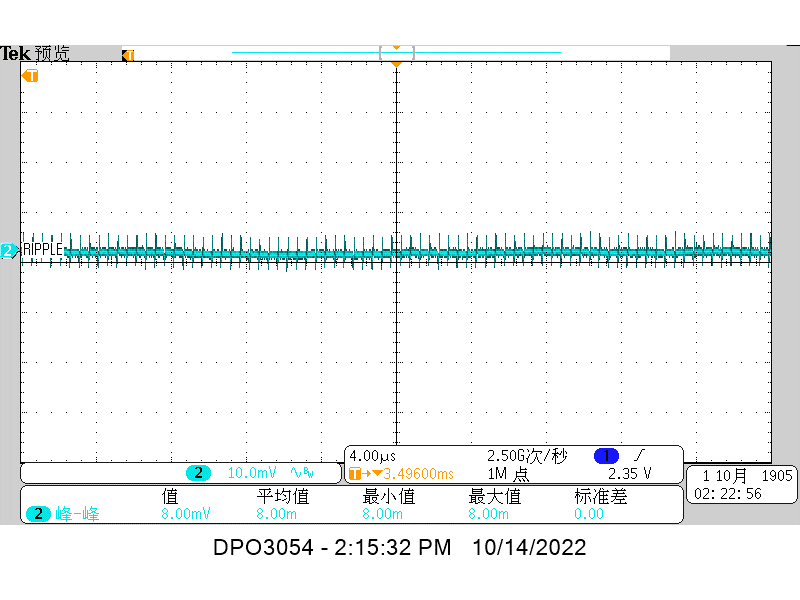 Tek 预览
T
T
2 RIPPLE
2 10.0mV
4.00µs 2.50G次/秒 1
T 3.49600ms 1M 点 2.35 V
1 10月 1905
02: 22: 56
值 平均值 最小值 最大值 标准差
2 峰-峰 8.00mV 8.00m 8.00m 8.00m 0.00
DPO3054 - 2:15:32 PM 10/14/2022